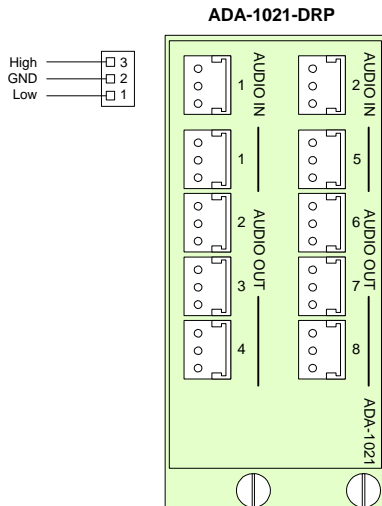 ADA-1021-DRP
High 3
GND 2
Low 1
1 AUDIO IN 2 AUDIO IN
1 5
2 AUDIO OUT 6 AUDIO OUT
3 7
4 8
ADA-1021